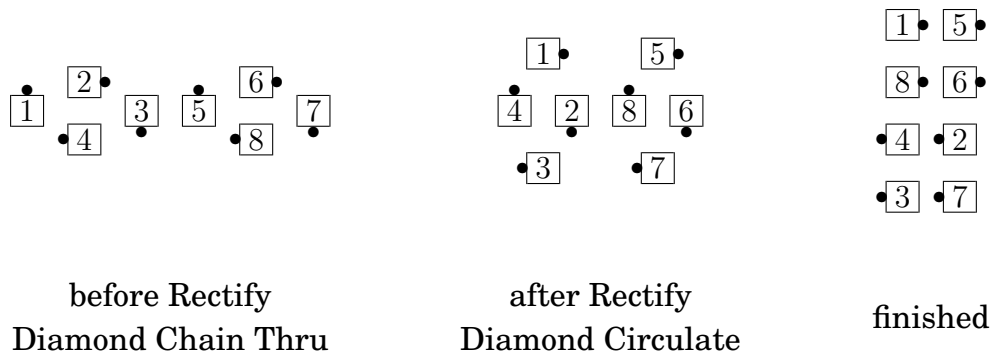 1 5
1 5
2 6 8 6
1 3 5 7 4 2 8 6
4 8 4 2
3 7 3 7
before Rectify
Diamond Chain Thru
after Rectify
Diamond Circulate
finished